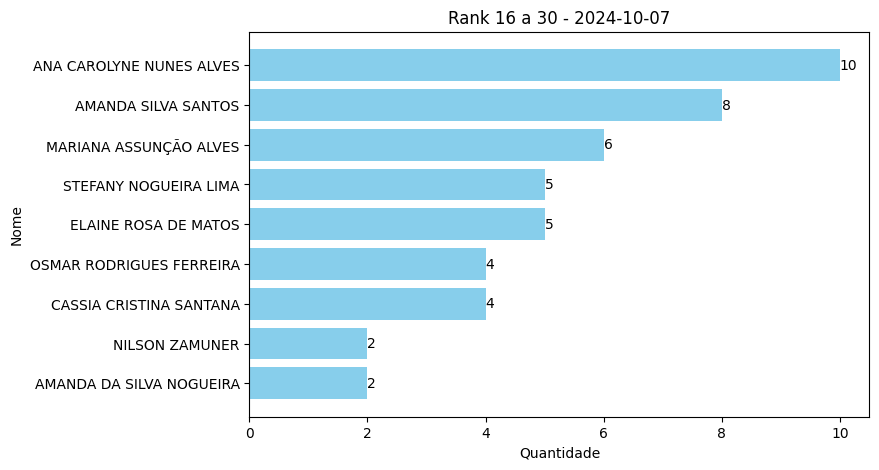 Rank 16 a 30 - 2024-10-07
Nome
ANA CAROLYNE NUNES ALVES 10
AMANDA SILVA SANTOS 8
MARIANA ASSUNÇÃO ALVES 6
STEFANY NOGUEIRA LIMA 5
ELAINE ROSA DE MATOS 5
OSMAR RODRIGUES FERREIRA 4
CASSIA CRISTINA SANTANA 4
NILSON ZAMUNER 2
AMANDA DA SILVA NOGUEIRA 2
0 2 4 6 8 10
Quantidade